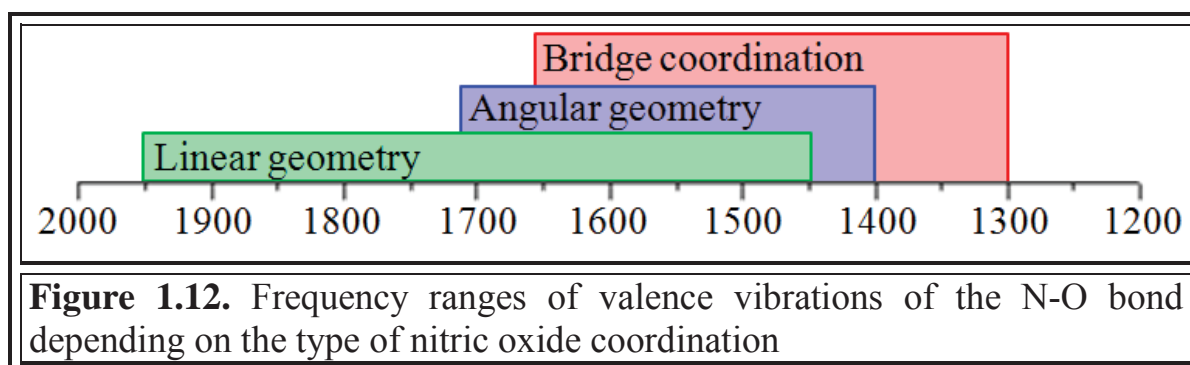 Bridge coordination
Angular geometry
Linear geometry
2000 1900 1800 1700 1600 1500 1400 1300 1200
Figure 1.12. Frequency ranges of valence vibrations of the N-O bond
depending on the type of nitric oxide coordination